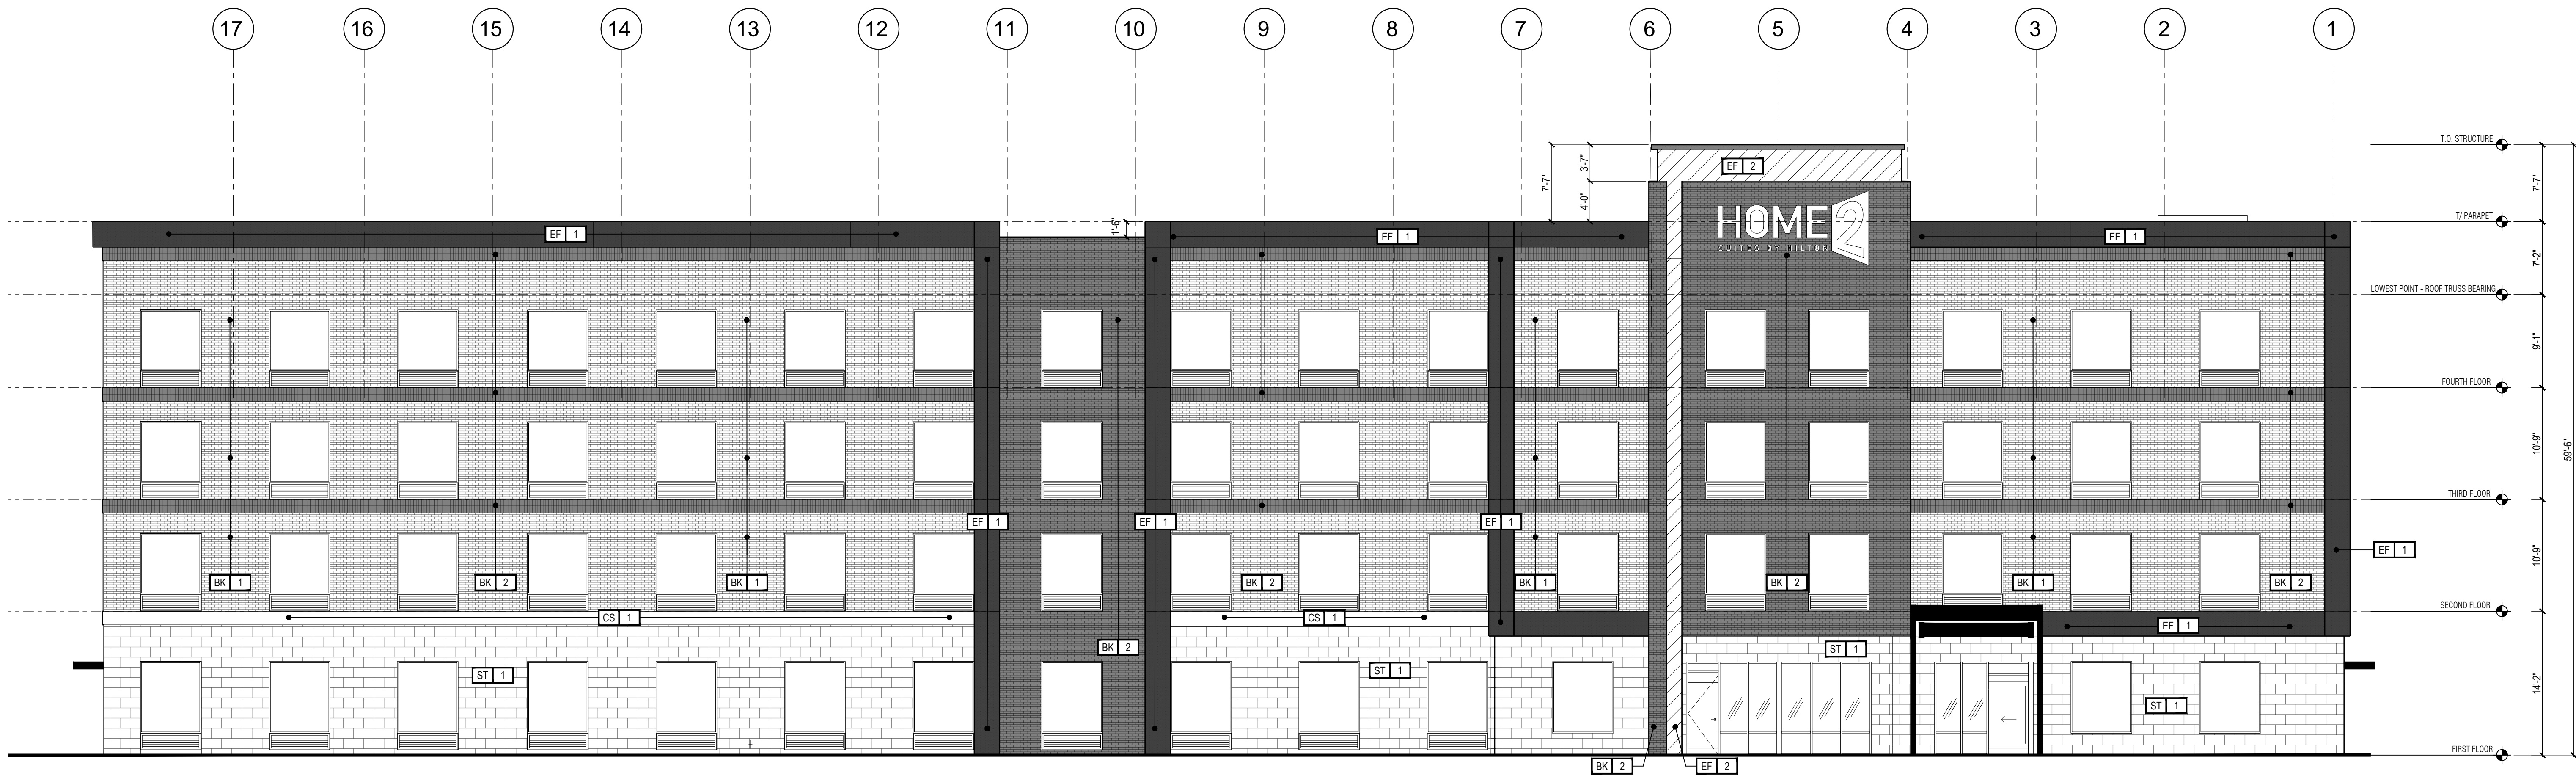 17 16 15 14 13 12 11 10 9 8 7 6 5 4 3 2 1
T.O. STRUCTURE
3'-7"
7'-7"
EF 2
7'-7"
4'-0"
HOME2
SUITES BY HILTON
T/ PARAPET
1'-6"
EF 1
EF 1
EF 1
7'-2"
LOWEST POINT - ROOF TRUSS BEARING
9'-1"
FOURTH FLOOR
10'-9"
59'-6"
THIRD FLOOR
EF 1
EF 1
EF 1
EF 1
10'-9"
BK 1
BK 2
BK 1
BK 2
BK 1
BK 2
BK 1
BK 2
SECOND FLOOR
CS 1
CS 1
EF 1
BK 2
ST 1
ST 1
ST 1
14'-2"
ST 1
FIRST FLOOR
BK 2
EF 2